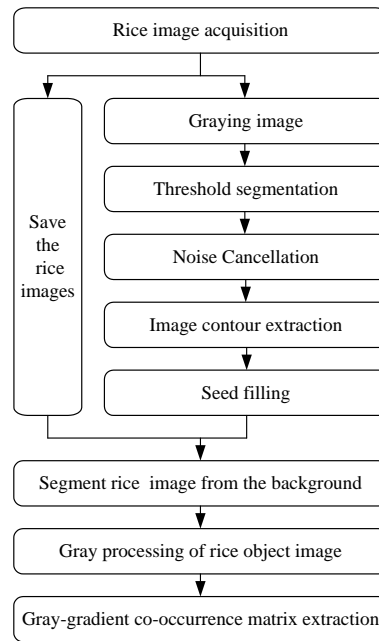 Rice image acquisition
Graying image
Threshold segmentation
Save
the
rice
images
Noise Cancellation
Image contour extraction
Seed filling
Segment rice image from the background
Gray processing of rice object image
Gray-gradient co-occurrence matrix extraction